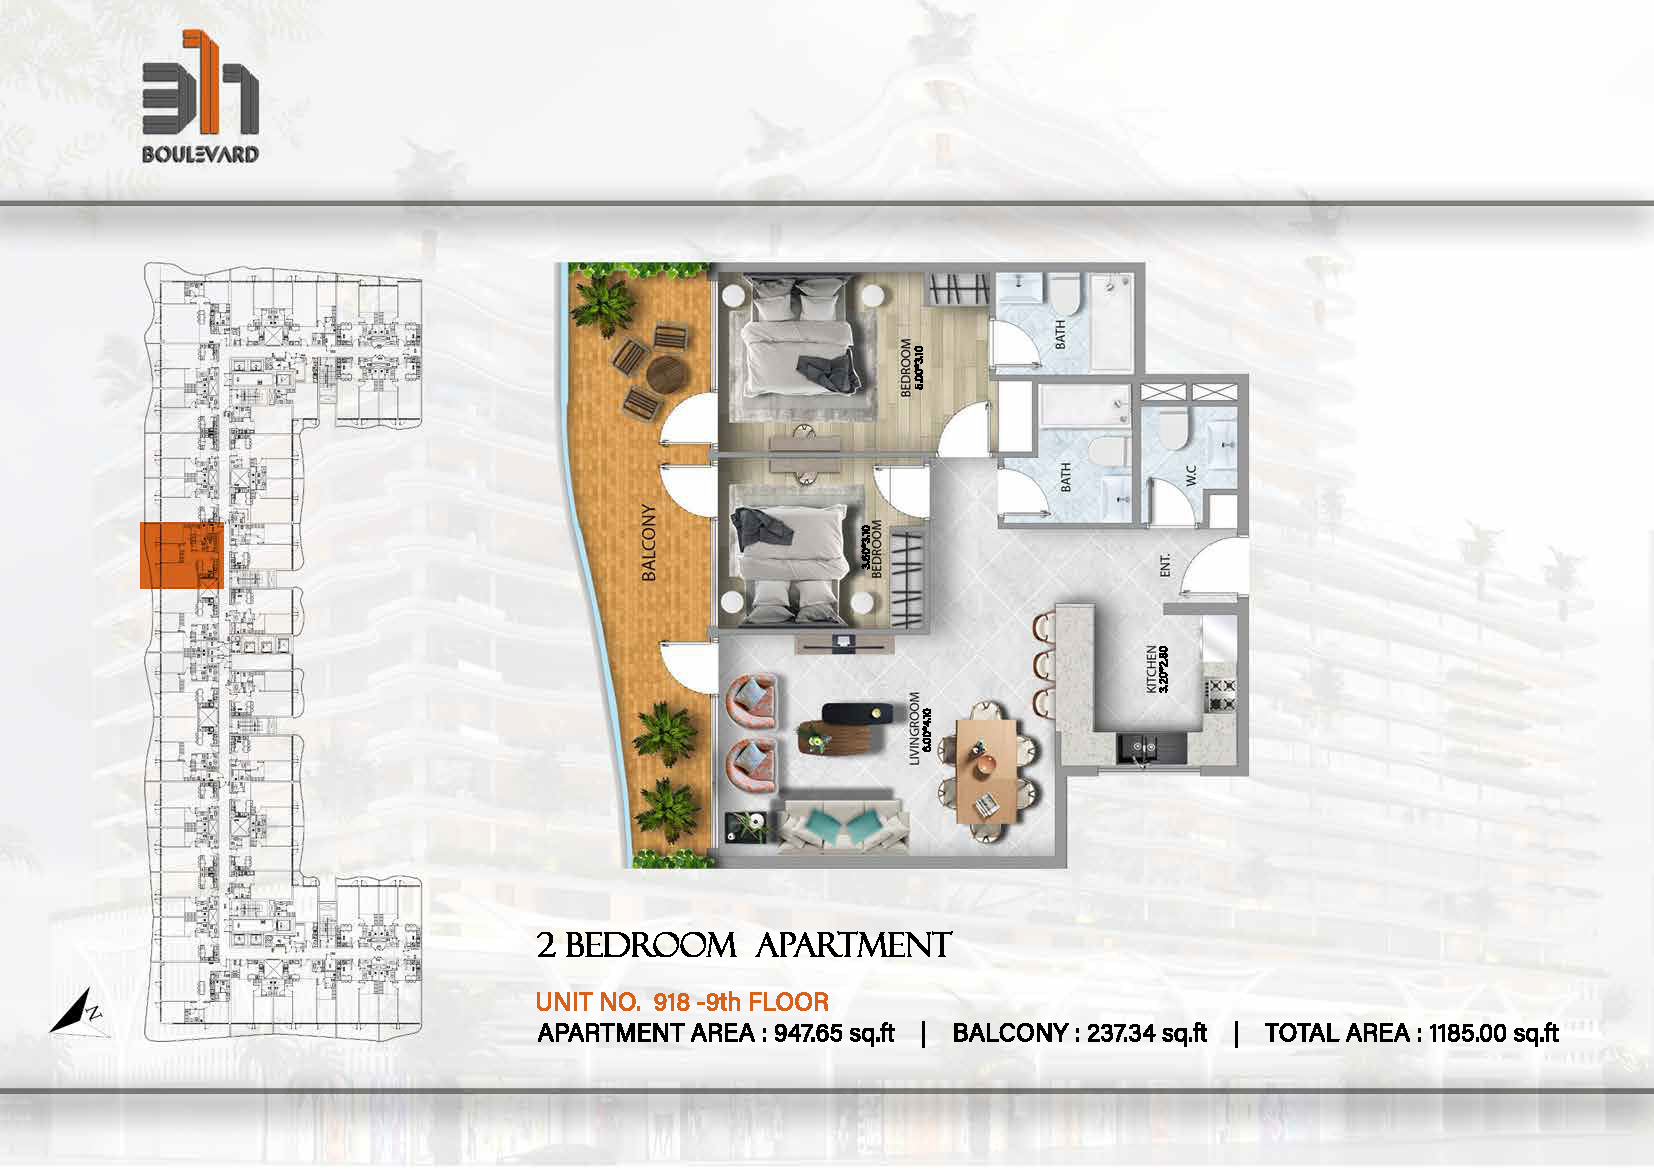 311
BOULEVARD
BATH
BEDROOM
5.00*3.10
BATH
W.C
BALCONY
3.60*3.10
BEDROOM
ENT.
KITCHEN
3.20*2.80
LIVINGROOM
6.00*4.10
N
2 BEDROOM APARTMENT
UNIT NO. 918 -9th FLOOR
APARTMENT AREA : 947.65 sq.ft | BALCONY : 237.34 sq.ft | TOTAL AREA : 1185.00 sq.ft